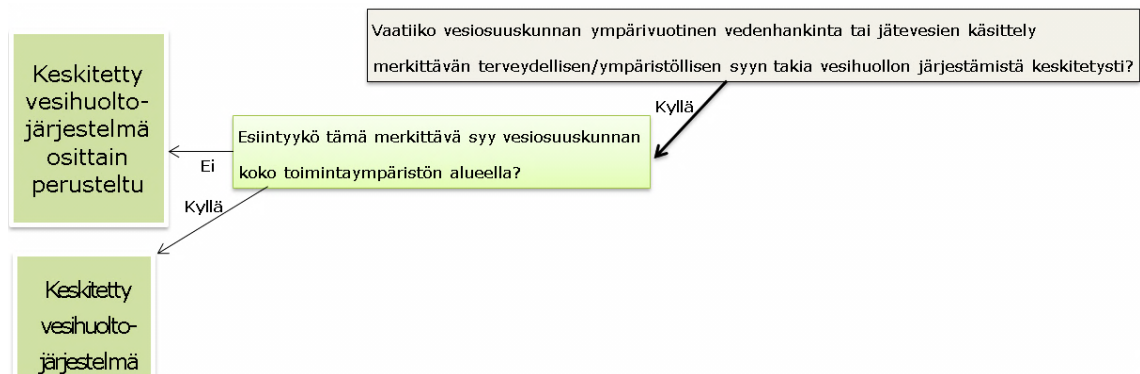 Vaatiiko vesiosuuskunnan ympärivuotinen vedenhankinta tai jätevesien käsittely
merkittävän terveydellisen/ympäristöllisen syyn takia vesihuollon järjestämistä keskitetysti?
Kyllä
Esiintyykö tämä merkittävä syy vesiosuuskunnan
koko toimintaympäristön alueella?
Ei
Keskitetty
vesihuolto-
järjestelmä
osittain
perusteltu
Kyllä
Keskitetty
vesihuolto-
järjestelmä